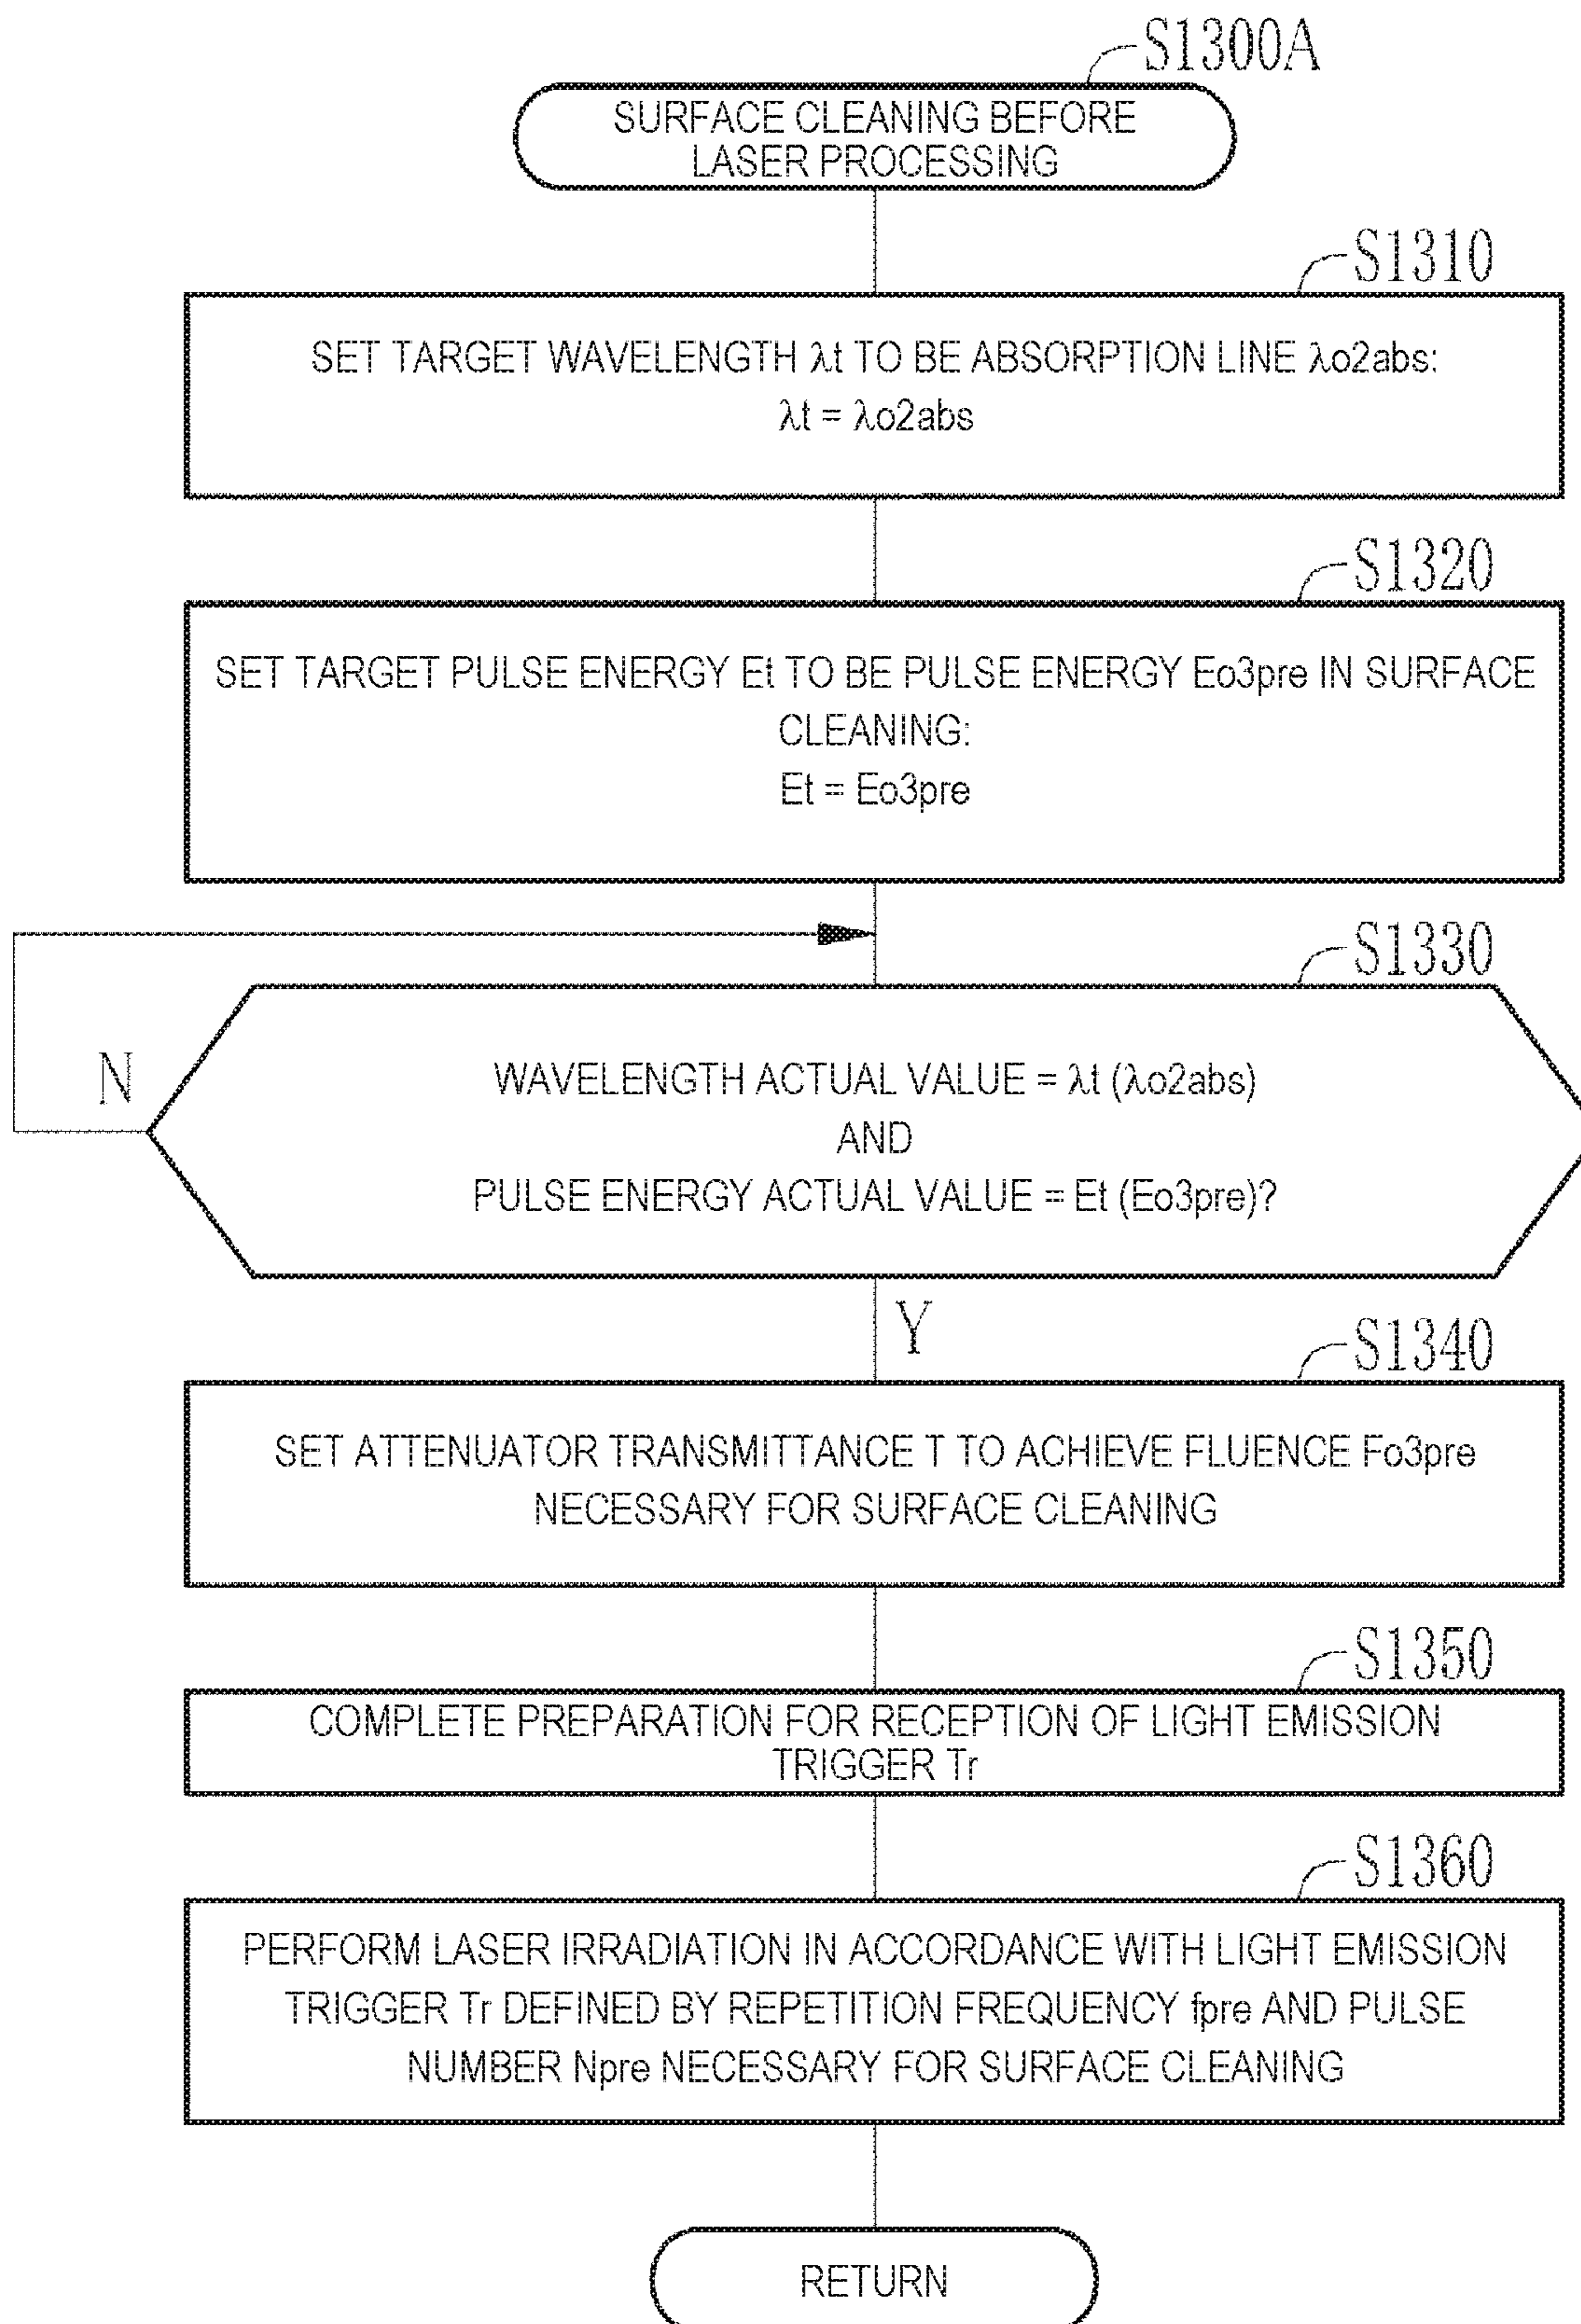 S1300A
SURFACE CLEANING BEFORE
LASER PROCESSING
S1310
SET TARGET WAVELENGTH λt TO BE ABSORPTION LINE λo2abs:
λt = λo2abs
S1320
SET TARGET PULSE ENERGY Et TO BE PULSE ENERGY Eo3pre IN SURFACE
CLEANING:
Et = Eo3pre
S1330
WAVELENGTH ACTUAL VALUE = λt (λo2abs)
N
AND
PULSE ENERGY ACTUAL VALUE = Et (Eo3pre)?
Y
S1340
SET ATTENUATOR TRANSMITTANCE T TO ACHIEVE FLUENCE Fo3pre
NECESSARY FOR SURFACE CLEANING
S1350
COMPLETE PREPARATION FOR RECEPTION OF LIGHT EMISSION
TRIGGER Tr
S1360
PERFORM LASER IRRADIATION IN ACCORDANCE WITH LIGHT EMISSION
TRIGGER Tr DEFINED BY REPETITION FREQUENCY fpre AND PULSE
NUMBER Npre NECESSARY FOR SURFACE CLEANING
RETURN